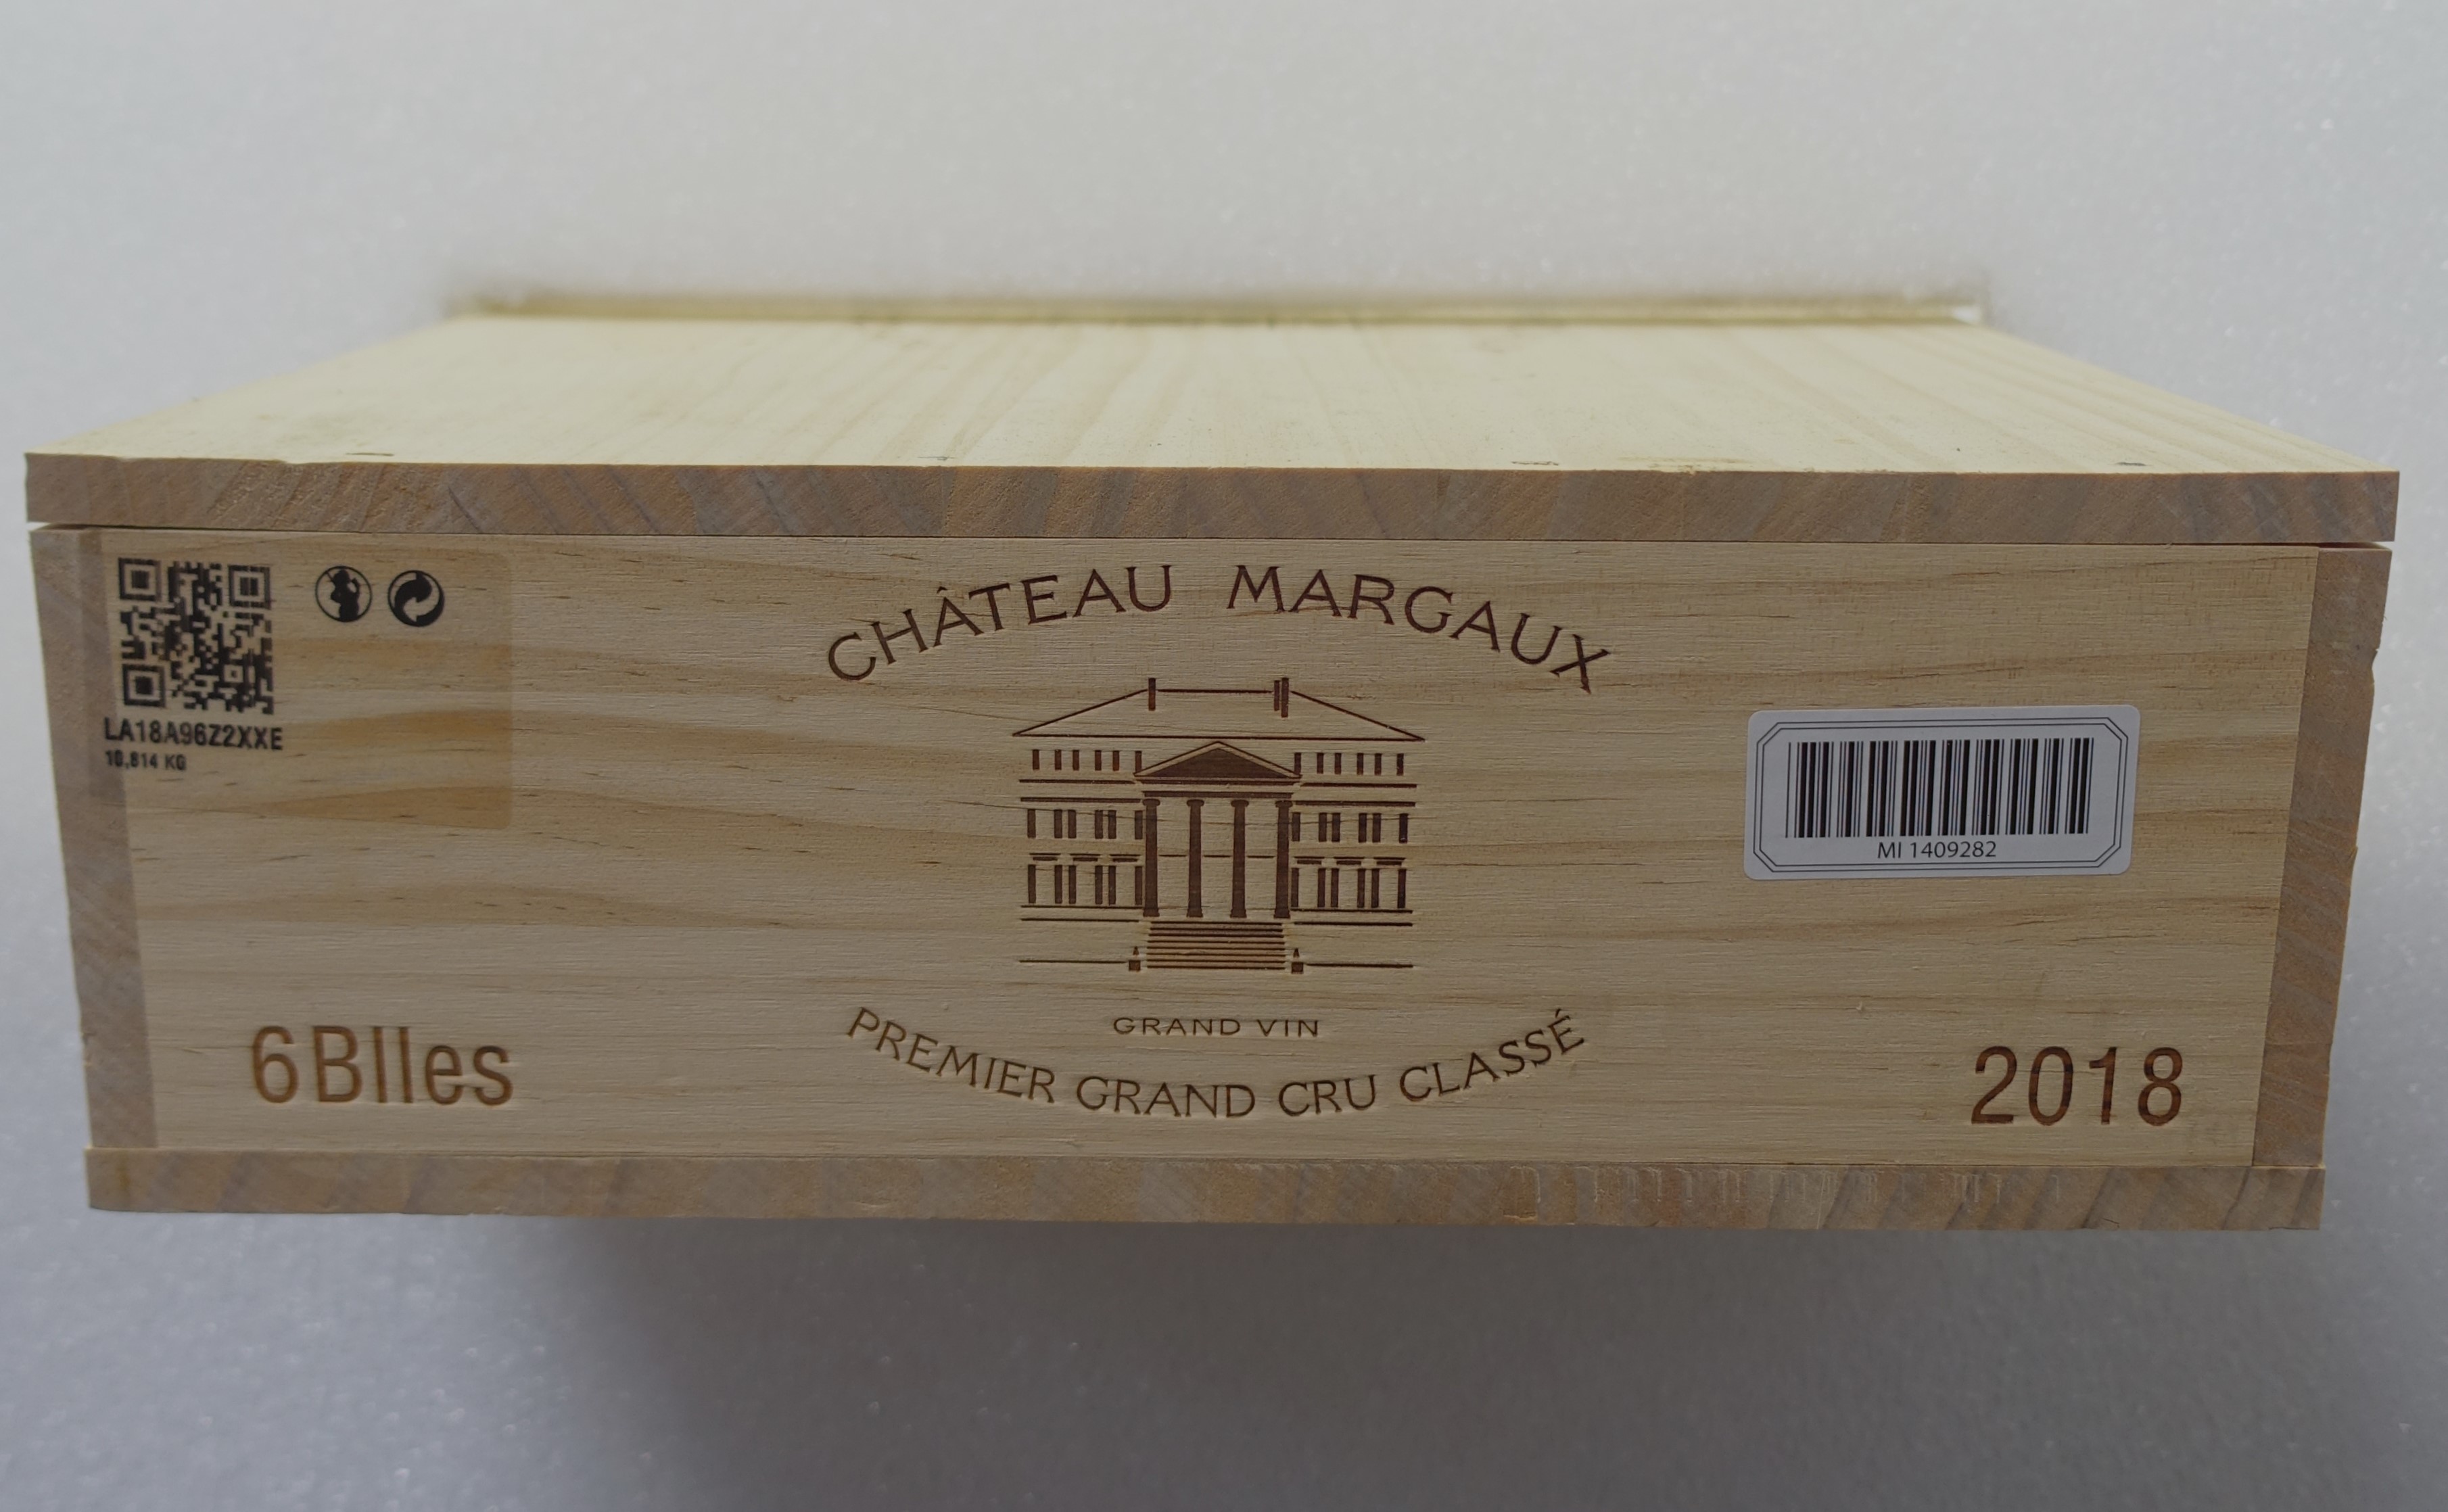 CHÂTEAU MARGAUX
LA18A96Z2XXE
10,814 KG
MI 1409282
GRAND VIN
PREMIER GRAND CRU CLASSÉ
6Blles
2018